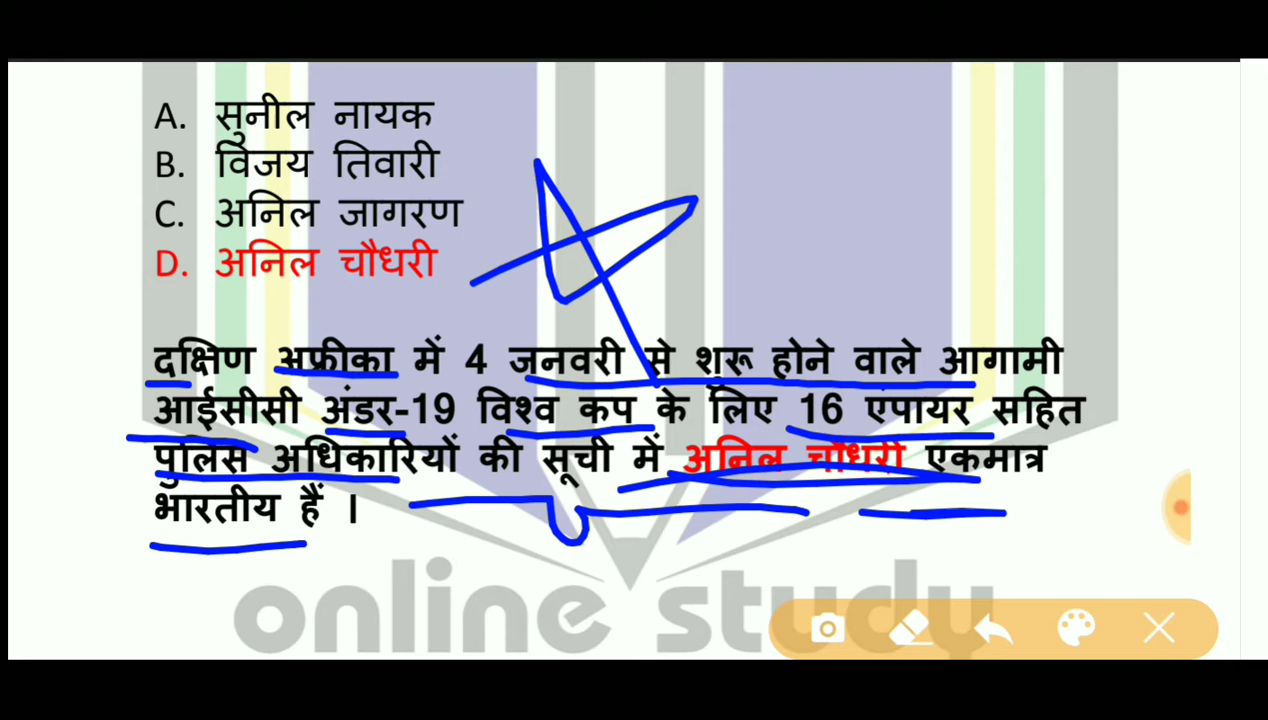 A. सुनील नायक
B. विजय तिवारी
C. अनिल जागरण
D. अनिल चौधरी
दक्षिण अफ्रीका में 4 जनवरी से शुरू होने वाले आगामी
आईसीसी अंडर-19 विश्व कप के लिए 16 एंपायर सहित
पुलिस अधिकारियों की सूची में अनिल चौधरी एकमात्र
भारतीय हैं ।
online study